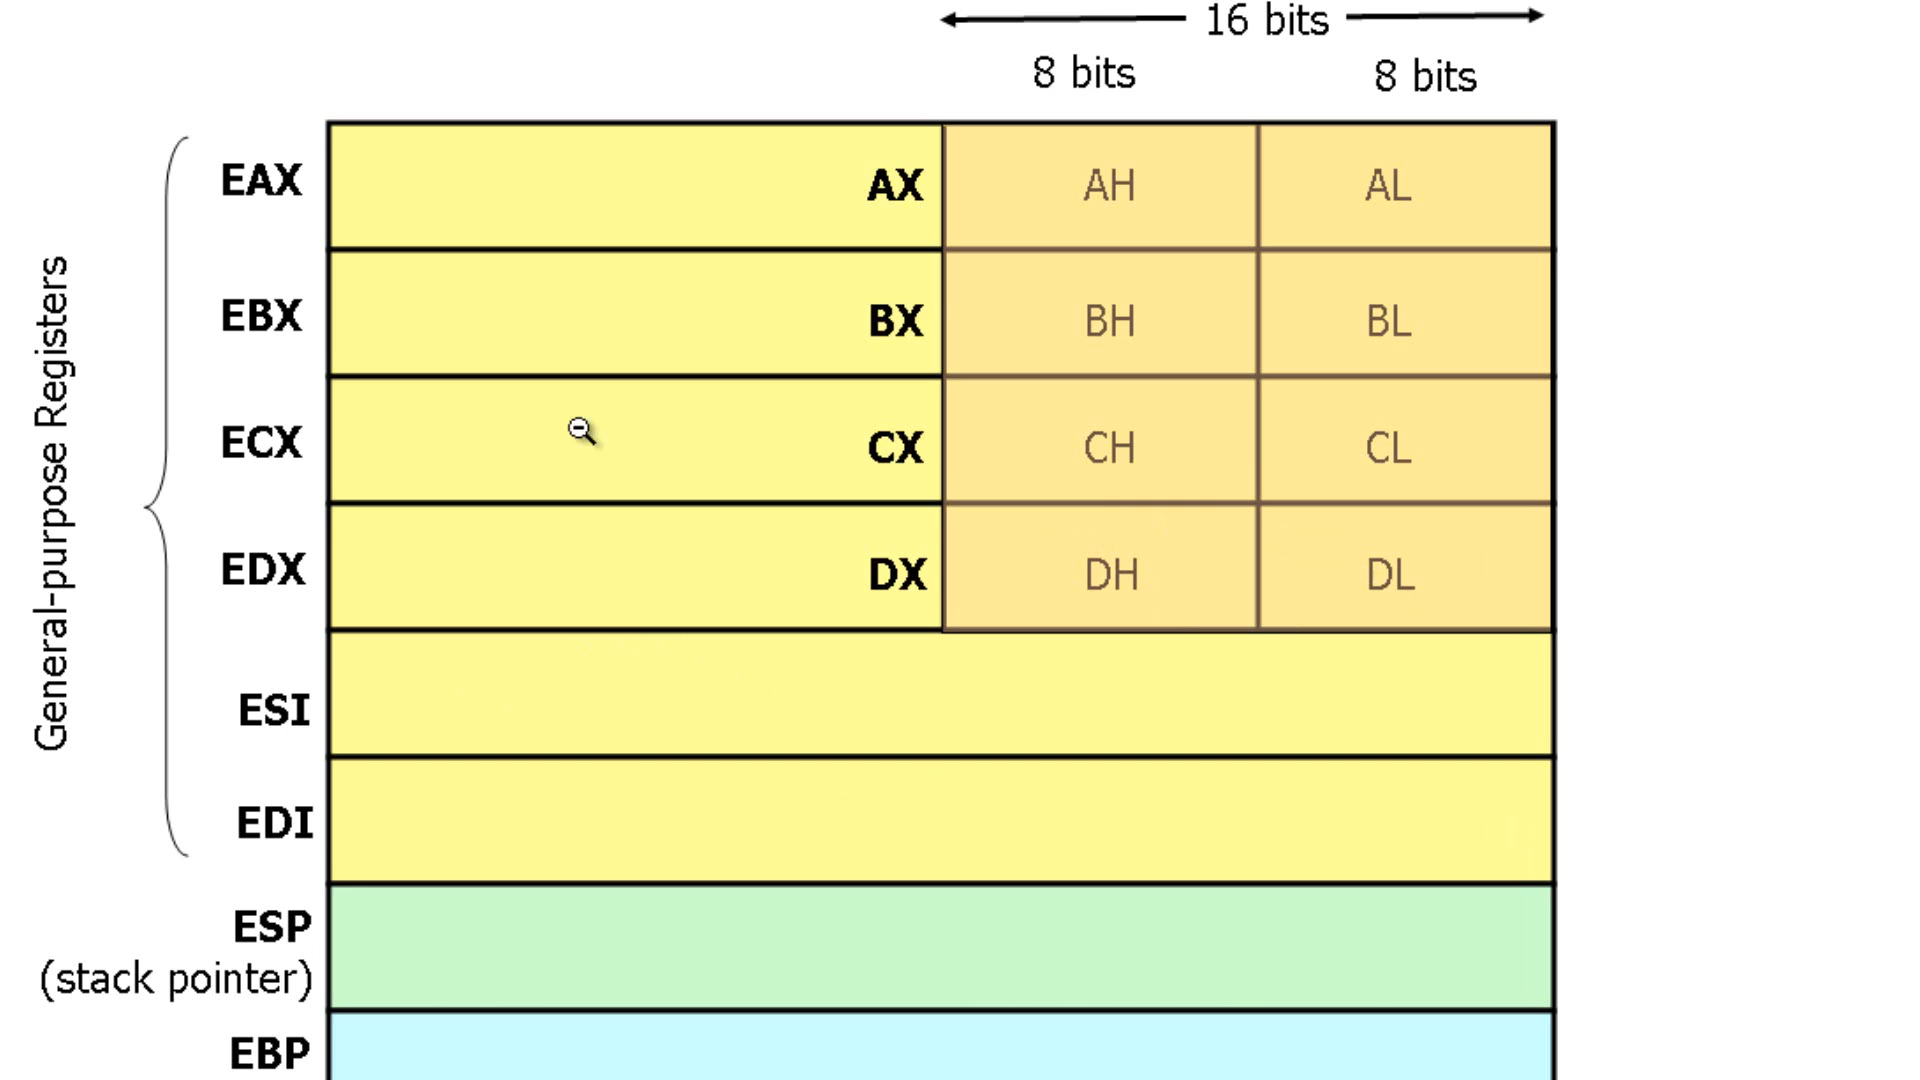 16 bits
8 bits 8 bits
General-purpose Registers
EAX AX AH AL
EBX BX BH BL
ECX CX CH CL
EDX DX DH DL
ESI
EDI
ESP
(stack pointer)
EBP